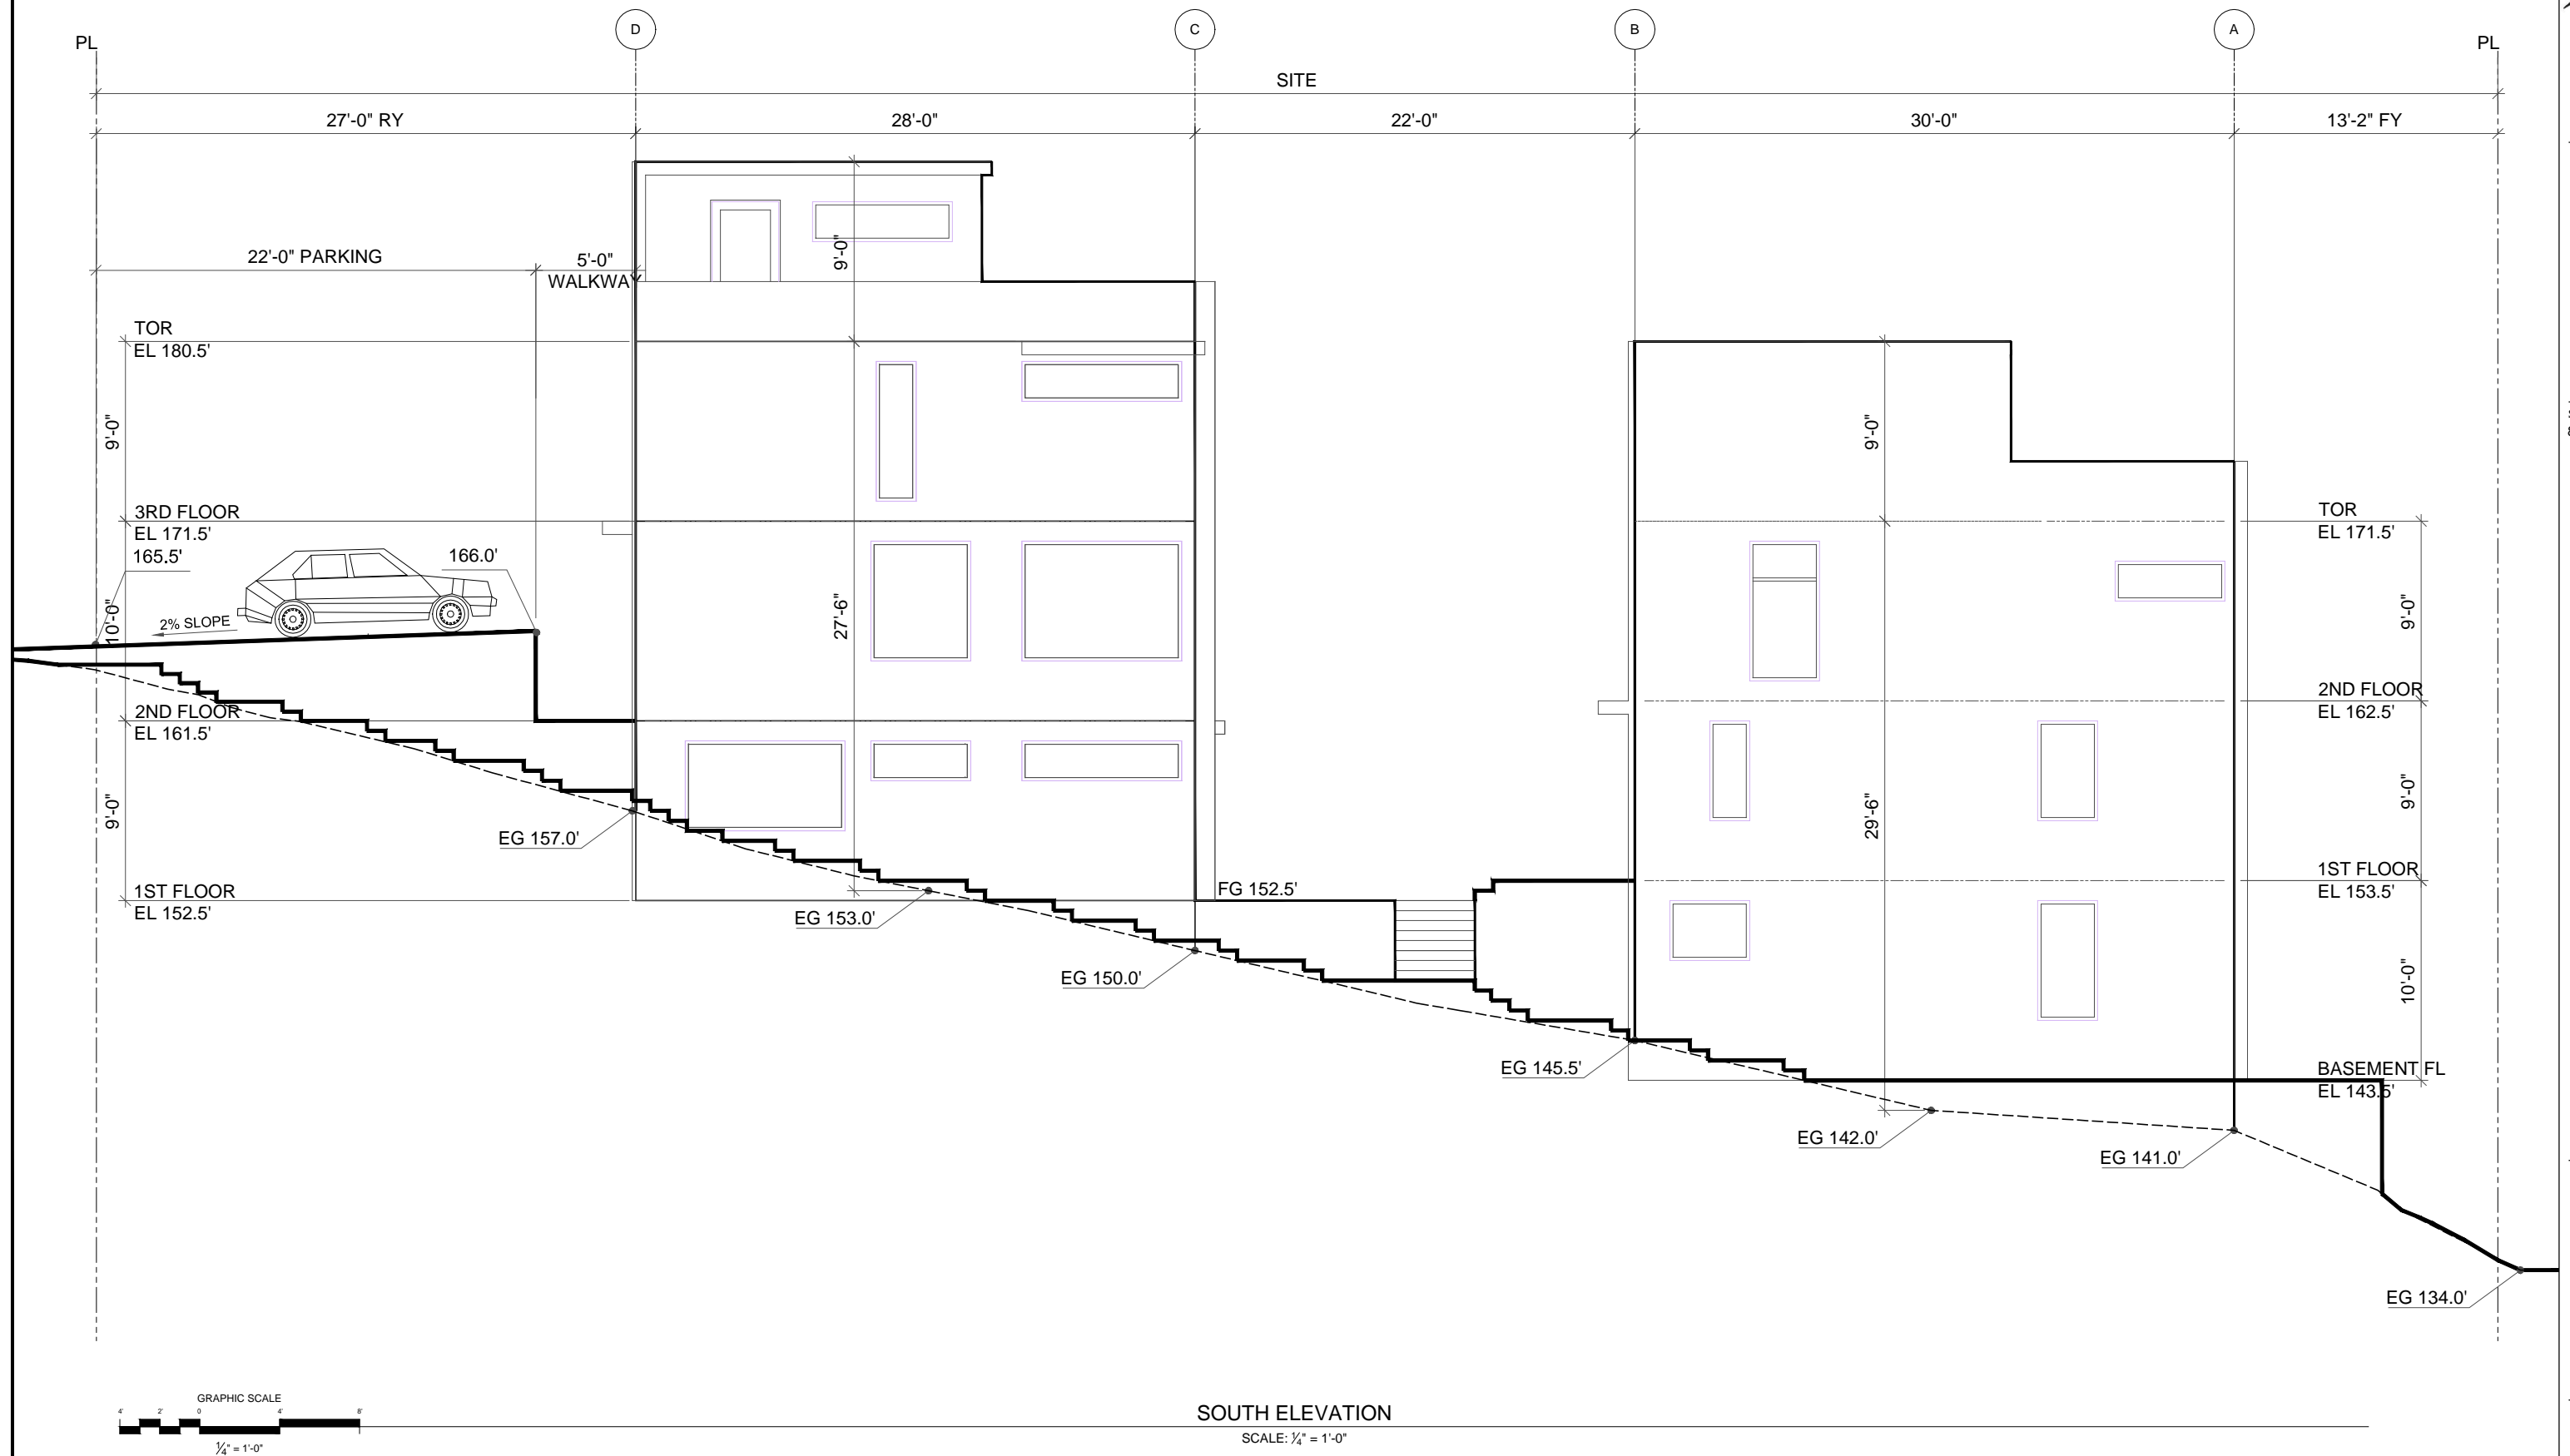 D
C
B
A
PL
PL
SITE
27'-0" RY
28'-0"
22'-0"
30'-0"
13'-2" FY
22'-0" PARKING
5'-0"
WALKWAY
9'-0"
TOR
EL 180.5'
9'-0"
9'-0"
3RD FLOOR
EL 171.5'
165.5'
166.0'
10'-0"
2% SLOPE
27'-6"
TOR
EL 171.5'
9'-0"
2ND FLOOR
EL 161.5'
2ND FLOOR
EL 162.5'
9'-0"
29'-6"
9'-0"
EG 157.0'
1ST FLOOR
EL 152.5'
FG 152.5'
1ST FLOOR
EL 153.5'
EG 153.0'
EG 150.0'
10'-0"
EG 145.5'
BASEMENT FL
EL 143.5'
EG 142.0'
EG 141.0'
EG 134.0'
GRAPHIC SCALE
4' 2' 0 4' 8'
¼" = 1'-0"
SOUTH ELEVATION
SCALE: ¼" = 1'-0"